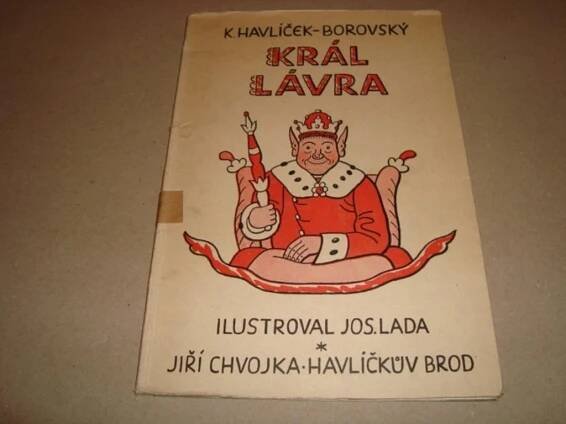 K. HAVLÍČEK-BOROVSKÝ
KRÁL
LÁVRA
ILUSTROVAL JOS. LADA
*
JIŘÍ CHVOJKA · HAVLÍČKŮV BROD